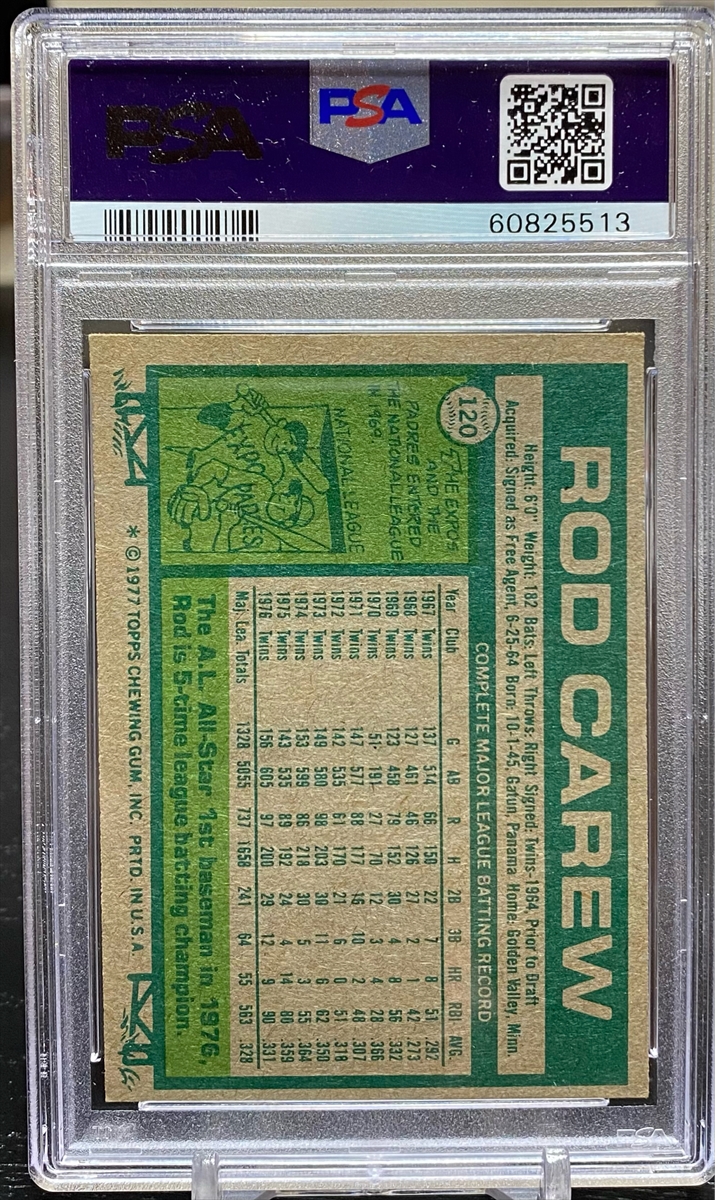 PSA
PSA
60825513
ROD CAREW
Height: 6'0" Weight: 182 Bats: Left Throws: Right Signed: Twins-1964, Prior to Draft
Acquired: Signed as Free Agent, 6-25-64 Born: 10-1-45, Gatun, Panama Home: Golden Valley, Minn.
120
COMPLETE MAJOR LEAGUE BATTING RECORD
Year Club G AB R H 2B 3B HR RBI AVG.
1967 Twins 137 514 66 150 22 7 8 51 .292
1968 Twins 127 461 46 126 27 2 1 42 .273
1969 Twins 123 458 79 152 30 4 8 56 .332
1970 Twins 51 191 27 70 12 3 4 28 .366
1971 Twins 147 577 88 177 16 10 2 48 .307
1972 Twins 142 535 61 170 21 6 0 51 .318
1973 Twins 149 580 98 203 30 11 6 62 .350
1974 Twins 153 599 86 218 30 5 3 55 .364
1975 Twins 143 535 89 192 24 4 14 80 .359
1976 Twins 156 605 97 200 29 12 9 90 .331
Maj. Lea. Totals 1328 5055 737 1658 241 64 55 563 .328
THE EXPOS
AND THE
PADRES ENTERED
THE NATIONAL LEAGUE
IN 1969.
NATIONAL LEAGUE
EXPOS
PADRES
The A.L. All-Star 1st baseman in 1976,
Rod is 5-time league batting champion.
* © 1977 TOPPS CHEWING GUM, INC. PRTD. IN U.S.A.
PSA